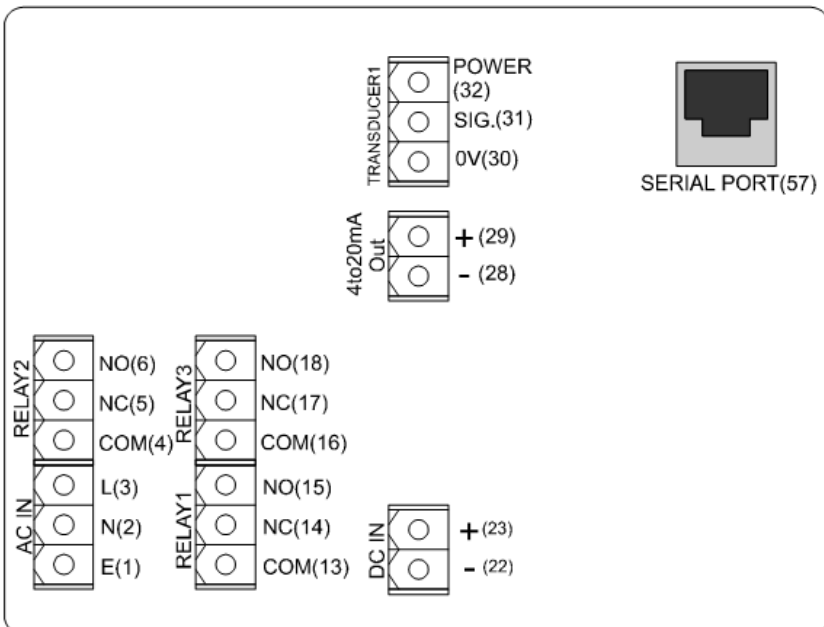 TRANSDUCER1
POWER
(32)
SIG.(31)
0V(30)
SERIAL PORT(57)
4to20mA
Out
+ (29)
- (28)
RELAY2
NO(6)
NC(5)
COM(4)
RELAY3
NO(18)
NC(17)
COM(16)
AC IN
L(3)
N(2)
E(1)
RELAY1
NO(15)
NC(14)
COM(13)
DC IN
+ (23)
- (22)